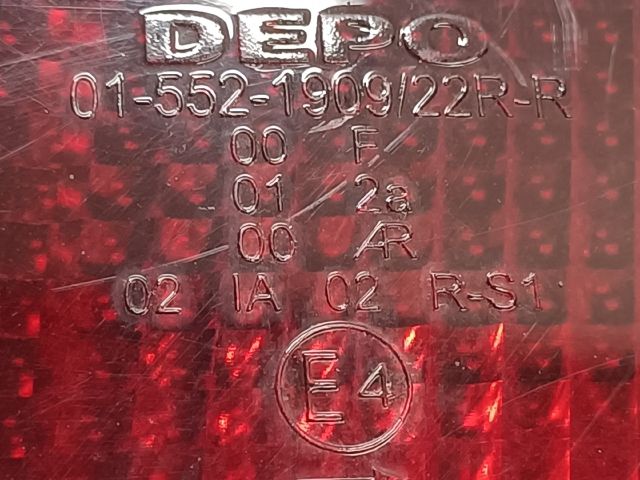 DEPO
01-552-1909/22R-R
00 F
01 2a
00 AR
02 IA 02 R-S1
E4